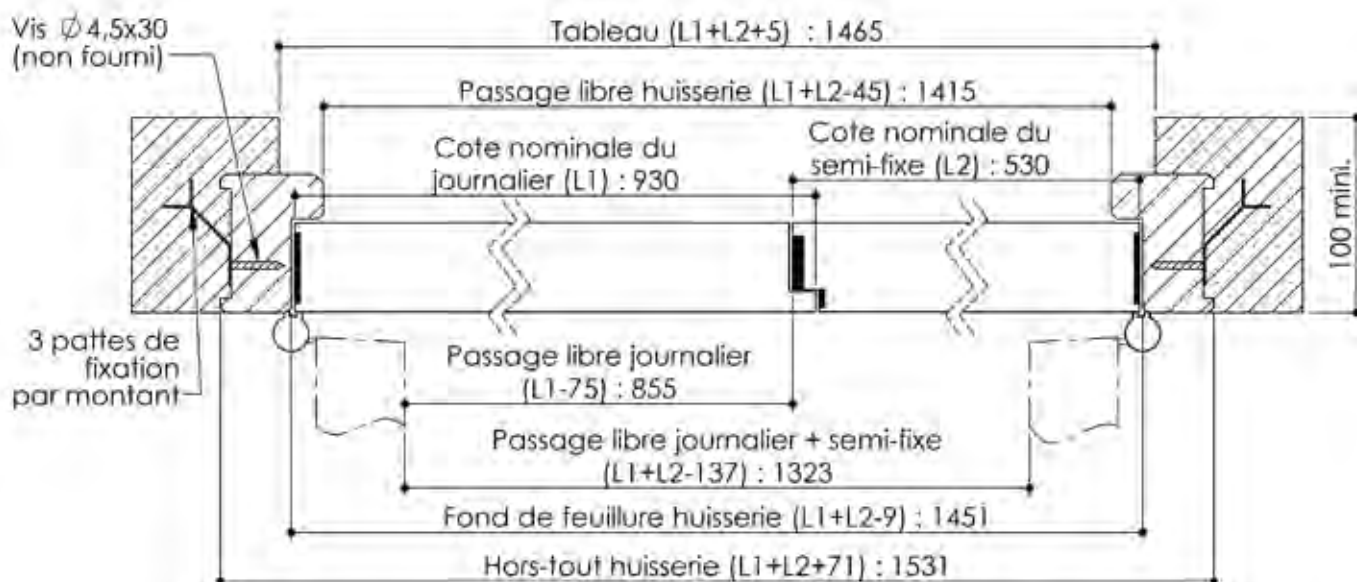 Vis Ø 4,5x30
(non fourni)
Tableau (L1+L2+5) : 1465
Passage libre huisserie (L1+L2-45) : 1415
Cote nominale du
journalier (L1) : 930
Cote nominale du
semi-fixe (L2) : 530
100 mini.
3 pattes de
fixation
par montant
Passage libre journalier
(L1-75) : 855
Passage libre journalier + semi-fixe
(L1+L2-137) : 1323
Fond de feuillure huisserie (L1+L2-9) : 1451
Hors-tout huisserie (L1+L2+71) : 1531